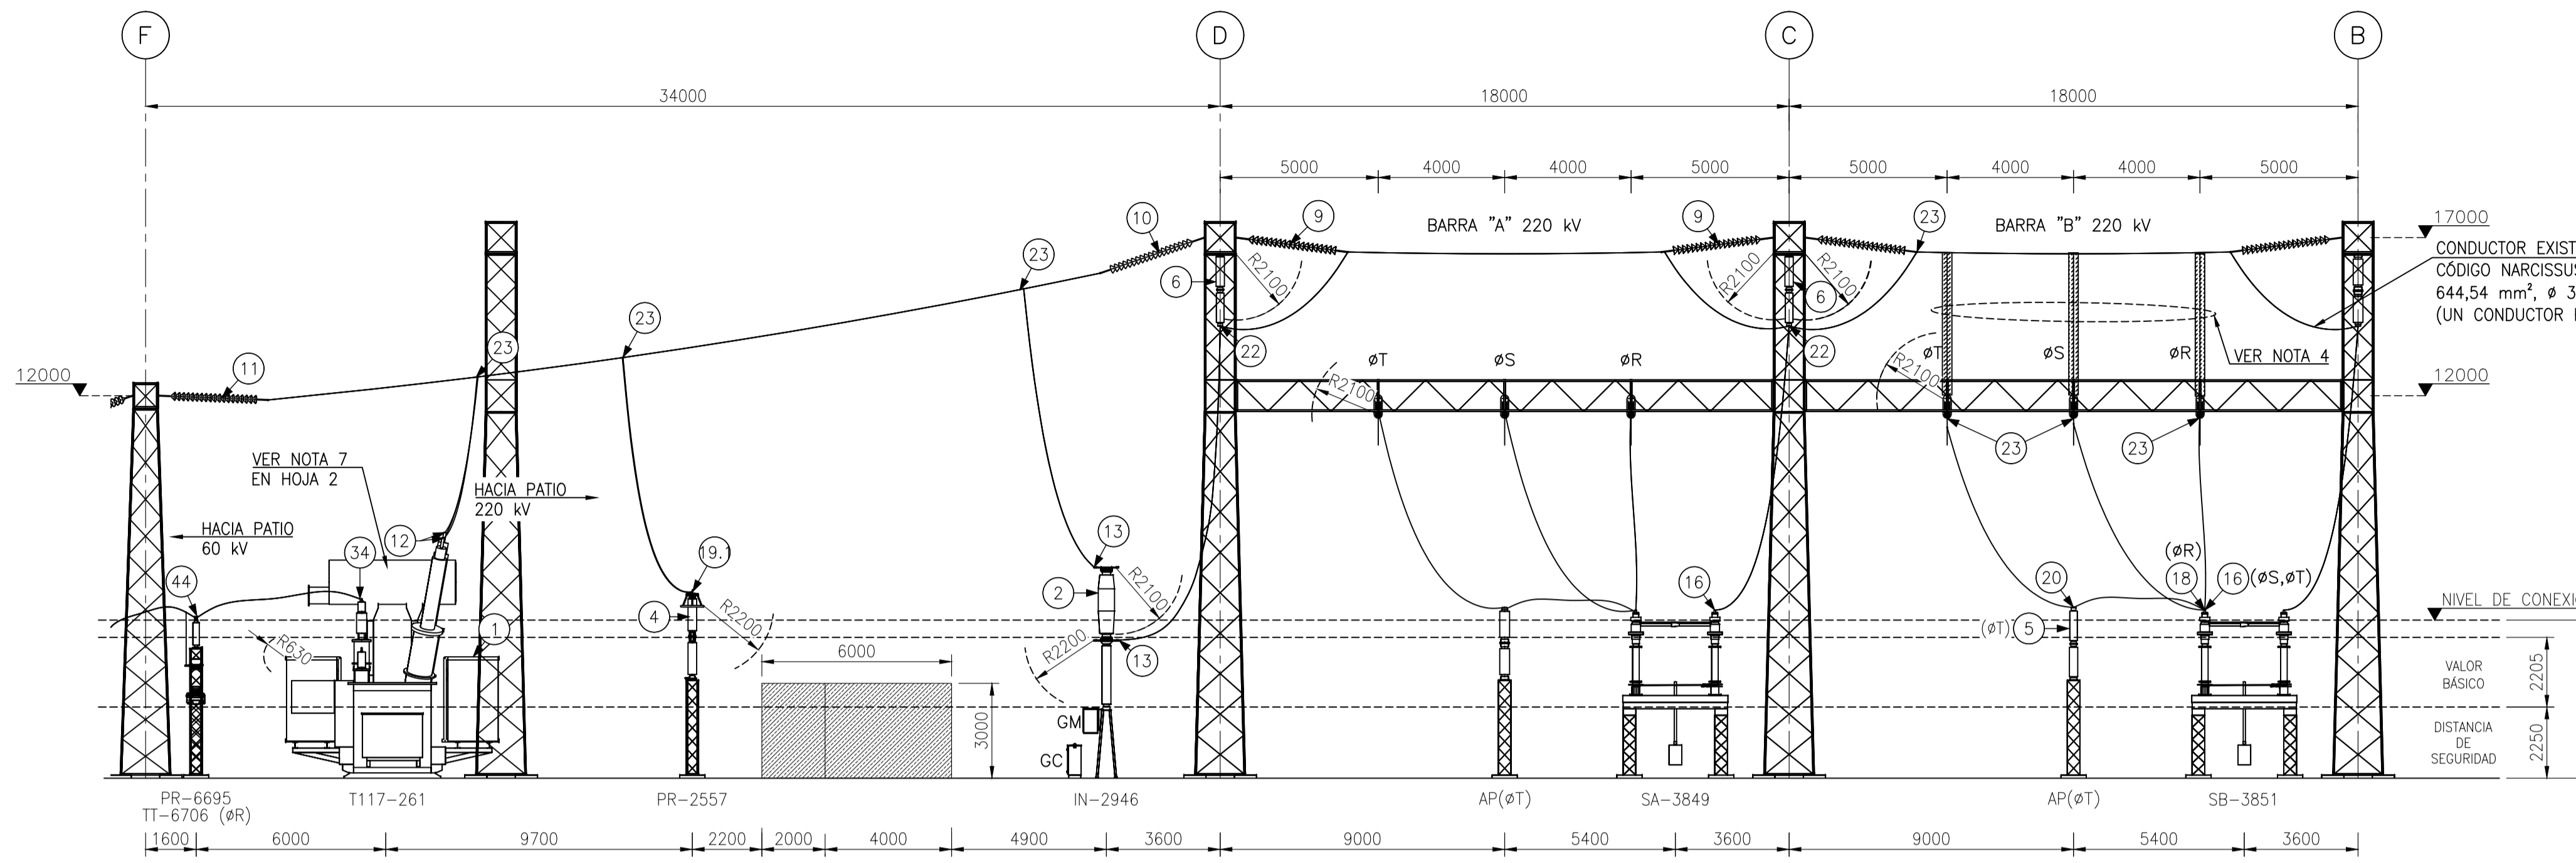 F
D
C
B
34000
18000
18000
5000
4000
4000
5000
5000
4000
4000
5000
10
9
BARRA "A" 220 kV
9
23
BARRA "B" 220 kV
17000
CONDUCTOR EXIST
CÓDIGO NARCISSUS
644,54 mm², ø 3
(UN CONDUCTOR
23
6
R2100
R2100
R2100
6
23
23
22
22
VER NOTA 4
11
12000
12000
øT
øS
øR
øT
øS
øR
R2100
R2100
23
23
VER NOTA 7
EN HOJA 2
HACIA PATIO
220 kV
HACIA PATIO
60 kV
12
34
44
19.1
13
2
R2100
16
(øR)
20
18
16
(øS,øT)
NIVEL DE CONEXI
1
4
R2200
R2200
13
(øT)
5
R630
6000
3000
VALOR
BÁSICO
2205
GM
GC
DISTANCIA
DE
SEGURIDAD
2250
PR-6695
TT-6706 (øR)
T117-261
PR-2557
IN-2946
AP(øT)
SA-3849
AP(øT)
SB-3851
1600
6000
9700
2200
2000
4000
4900
3600
9000
5400
3600
9000
5400
3600